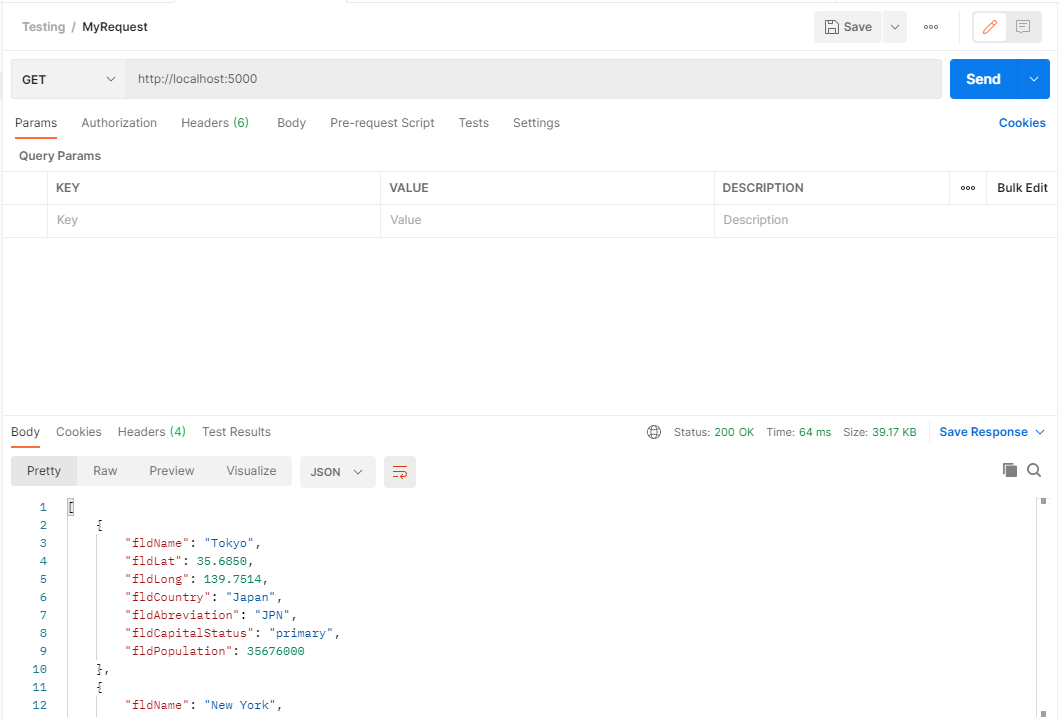 Testing / MyRequest
Save
GET http://localhost:5000 Send
Params Authorization Headers (6) Body Pre-request Script Tests Settings Cookies
Query Params
KEY VALUE DESCRIPTION Bulk Edit
Key Value Description
Body Cookies Headers (4) Test Results Status: 200 OK Time: 64 ms Size: 39.17 KB Save Response
Pretty Raw Preview Visualize JSON
1 [
2 {
3 "fldName": "Tokyo",
4 "fldLat": 35.6850,
5 "fldLong": 139.7514,
6 "fldCountry": "Japan",
7 "fldAbreviation": "JPN",
8 "fldCapitalStatus": "primary",
9 "fldPopulation": 35676000
10 },
11 {
12 "fldName": "New York",